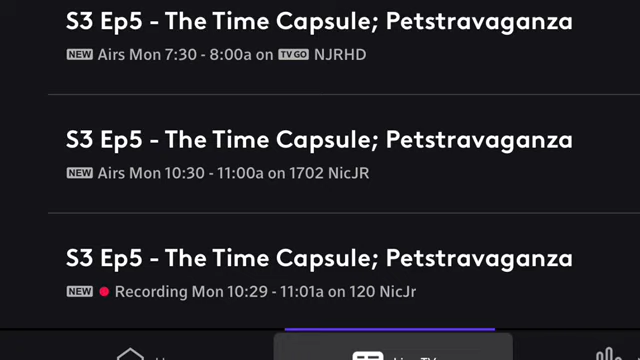 S3 Ep5 - The Time Capsule; Petstravaganza
NEW Airs Mon 7:30 - 8:00a on TV GO NJRHD
S3 Ep5 - The Time Capsule; Petstravaganza
NEW Airs Mon 10:30 - 11:00a on 1702 NicJR
S3 Ep5 - The Time Capsule; Petstravaganza
NEW Recording Mon 10:29 - 11:01a on 120 NicJr